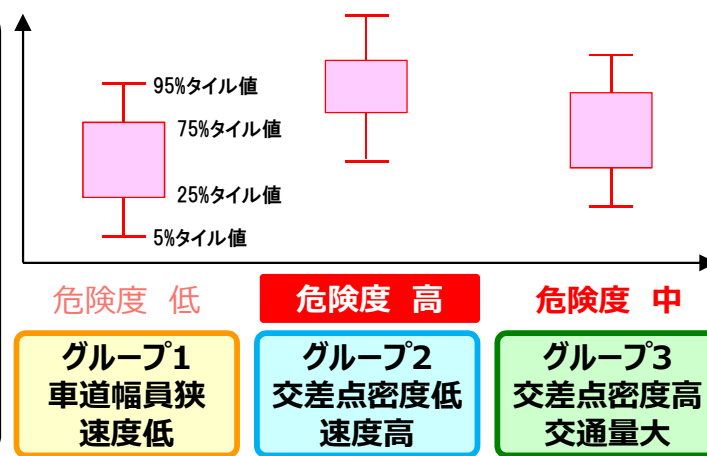 95%タイル値
75%タイル値
25%タイル値
5%タイル値
危険度 低
危険度 高
危険度 中
グループ1
車道幅員狭
速度低
グループ2
交差点密度低
速度高
グループ3
交差点密度高
交通量大